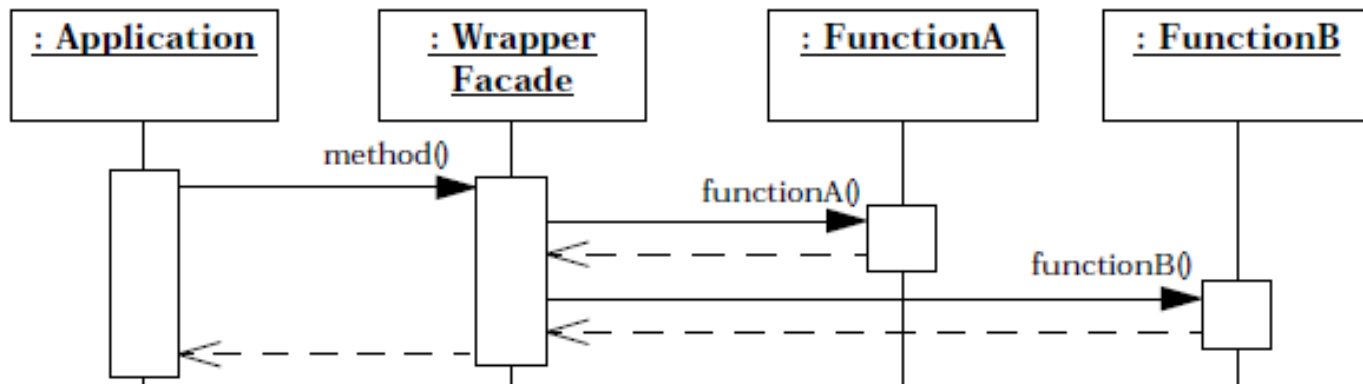 : Application
: Wrapper
Facade
: FunctionA
: FunctionB
method()
functionA()
functionB()